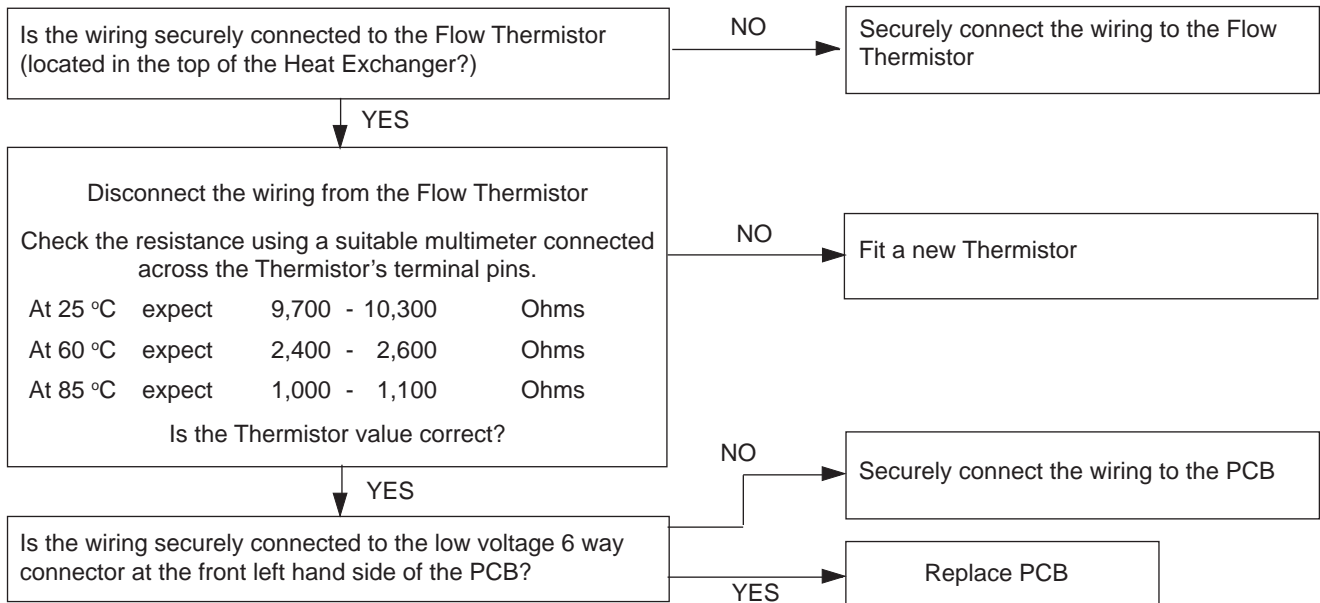 Is the wiring securely connected to the Flow Thermistor
(located in the top of the Heat Exchanger?)
NO
Securely connect the wiring to the Flow
Thermistor
YES
Disconnect the wiring from the Flow Thermistor
Check the resistance using a suitable multimeter connected
across the Thermistor's terminal pins.
At 25 °C expect 9,700 - 10,300 Ohms
At 60 °C expect 2,400 - 2,600 Ohms
At 85 °C expect 1,000 - 1,100 Ohms
Is the Thermistor value correct?
NO
Fit a new Thermistor
YES
Is the wiring securely connected to the low voltage 6 way
connector at the front left hand side of the PCB?
NO
Securely connect the wiring to the PCB
YES
Replace PCB